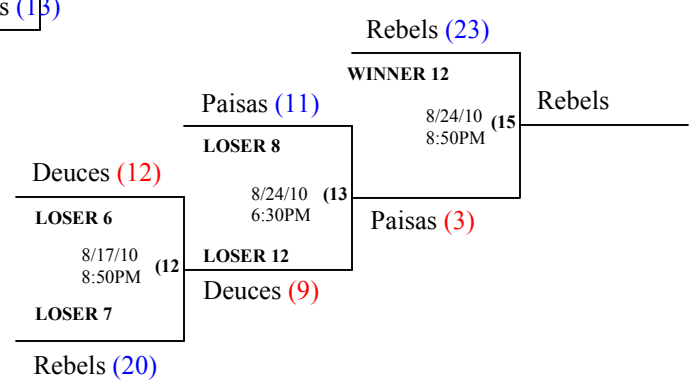 s (13)
Rebels (23)
WINNER 12
Paisas (11)
8/24/10
8:50PM
(15
Rebels
LOSER 8
Deuces (12)
8/24/10
6:30PM
(13
LOSER 6
Paisas (3)
8/17/10
8:50PM
(12
LOSER 12
Deuces (9)
LOSER 7
Rebels (20)